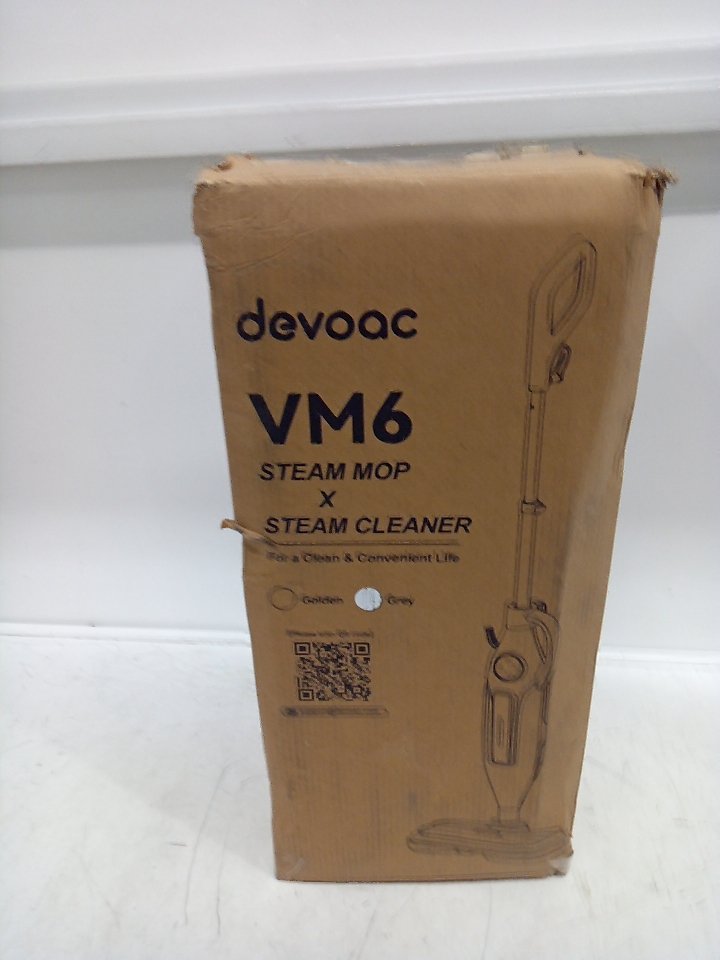 devoac
VM6
STEAM MOP
X
STEAM CLEANER
For a Clean & Convenient Life
Golden Grey